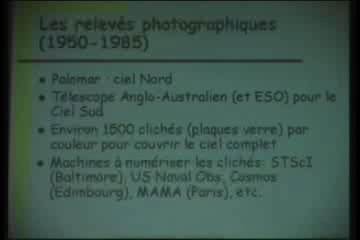 Les relevés photographiques
(1950-1985)
Palomar : ciel Nord
Télescope Anglo-Australien (et ESO) pour le
Ciel Sud
Environ 1500 clichés (plaques verre) par
couleur pour couvrir le ciel complet
Machines à numériser les clichés: STScI
(Baltimore), US Naval Obs, Cosmos
(Edimbourg), MAMA (Paris), etc.